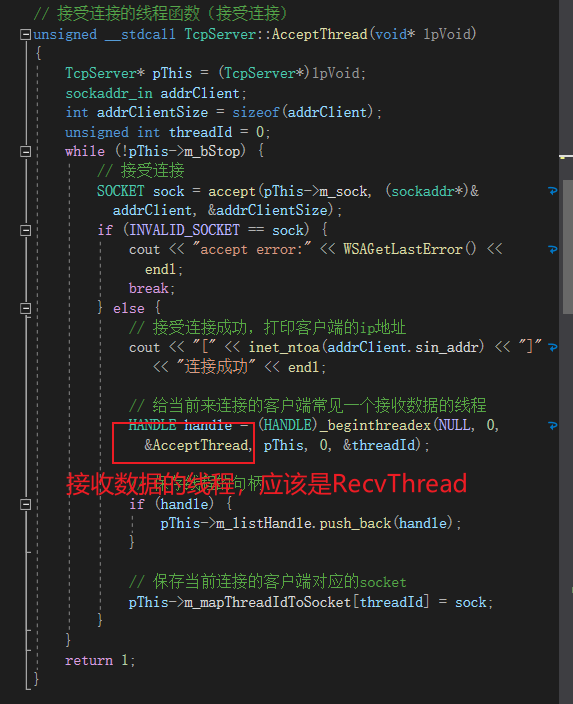 // 接受连接的线程函数（接受连接）
unsigned __stdcall TcpServer::AcceptThread(void* lpVoid)
{
TcpServer* pThis = (TcpServer*)lpVoid;
sockaddr_in addrClient;
int addrClientSize = sizeof(addrClient);
unsigned int threadId = 0;
while (!pThis->m_bStop) {
// 接受连接
SOCKET sock = accept(pThis->m_sock, (sockaddr*)&
addrClient, &addrClientSize);
if (INVALID_SOCKET == sock) {
cout << "accept error:" << WSAGetLastError() <<
endl;
break;
} else {
// 接受连接成功，打印客户端的ip地址
cout << "[" << inet_ntoa(addrClient.sin_addr) << "]"
<< "连接成功" << endl;
// 给当前来连接的客户端常见一个接收数据的线程
HANDLE handle = (HANDLE)_beginthreadex(NULL, 0,
&AcceptThread, pThis, 0, &threadId);
接收数据的线程，应该是RecvThread
句柄
if (handle) {
pThis->m_listHandle.push_back(handle);
}
// 保存当前连接的客户端对应的socket
pThis->m_mapThreadIdToSocket[threadId] = sock;
}
}
return 1;
}